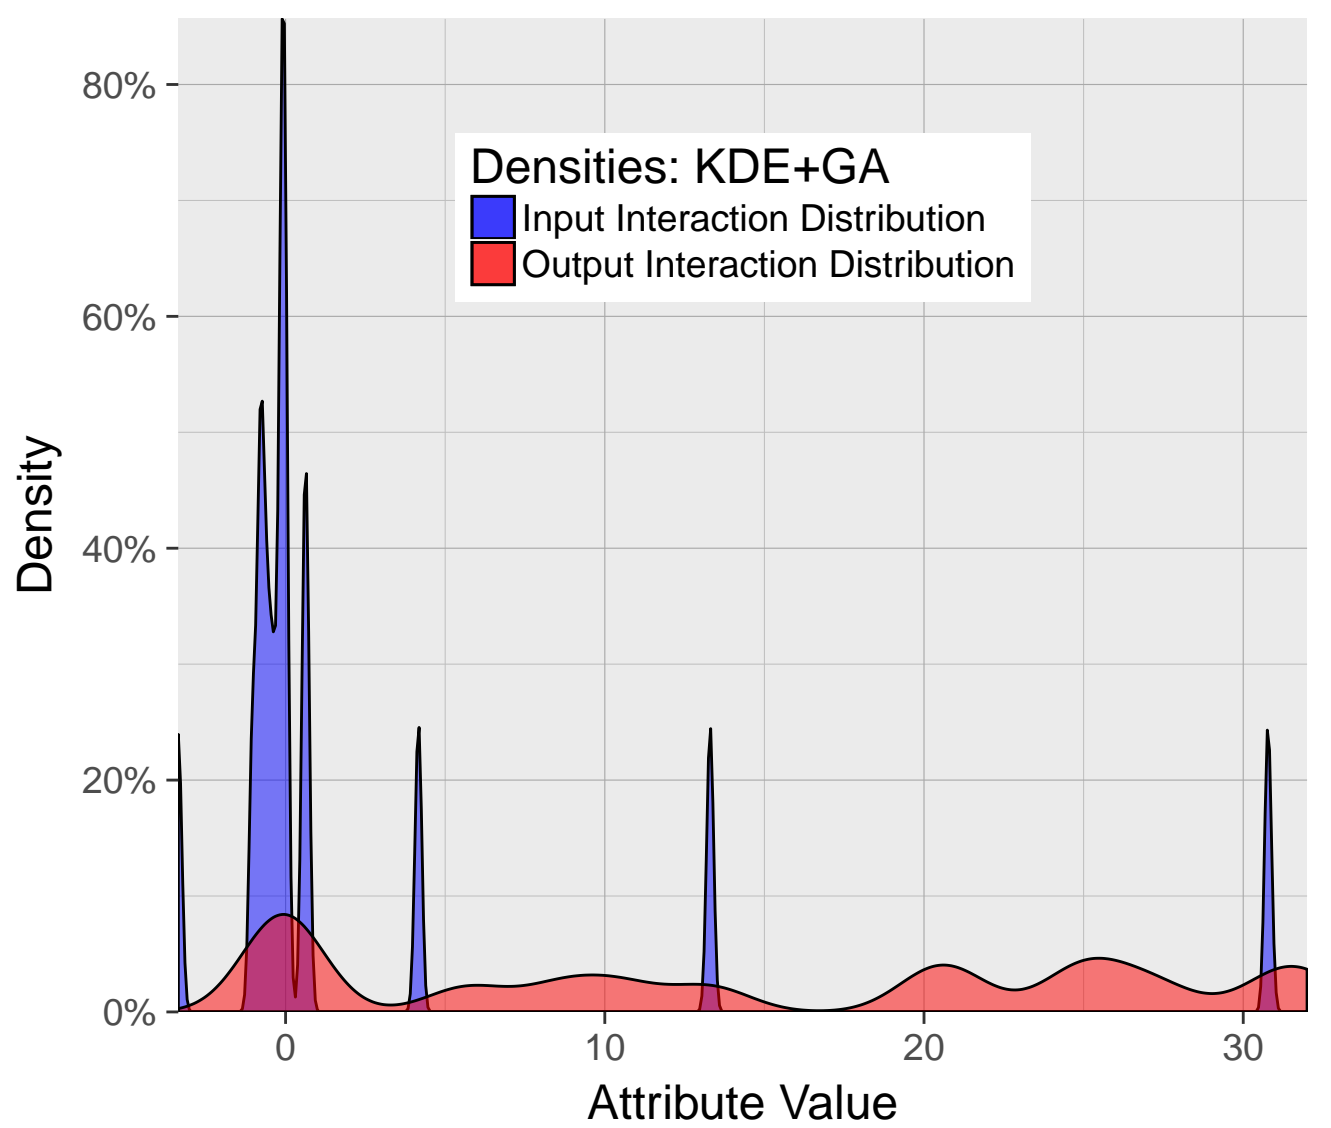 80%
60%
40%
20%
0%
Density
Densities: KDE+GA
Input Interaction Distribution
Output Interaction Distribution
0 10 20 30
Attribute Value